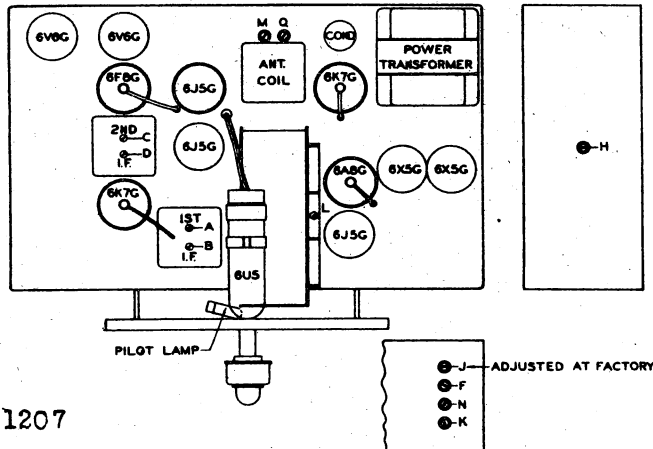 M Q
6V6G 6V6G COND
ANT.
COIL
POWER
TRANSFORMER
6F8G 6J5G 6K7G
2ND
C
D
I.F.
6J5G
H
6A8G 6X5G 6X5G
6K7G
1ST
A
B
I.F.
L
6J5G
6U5
PILOT LAMP
J ADJUSTED AT FACTORY
F
N
K
1207